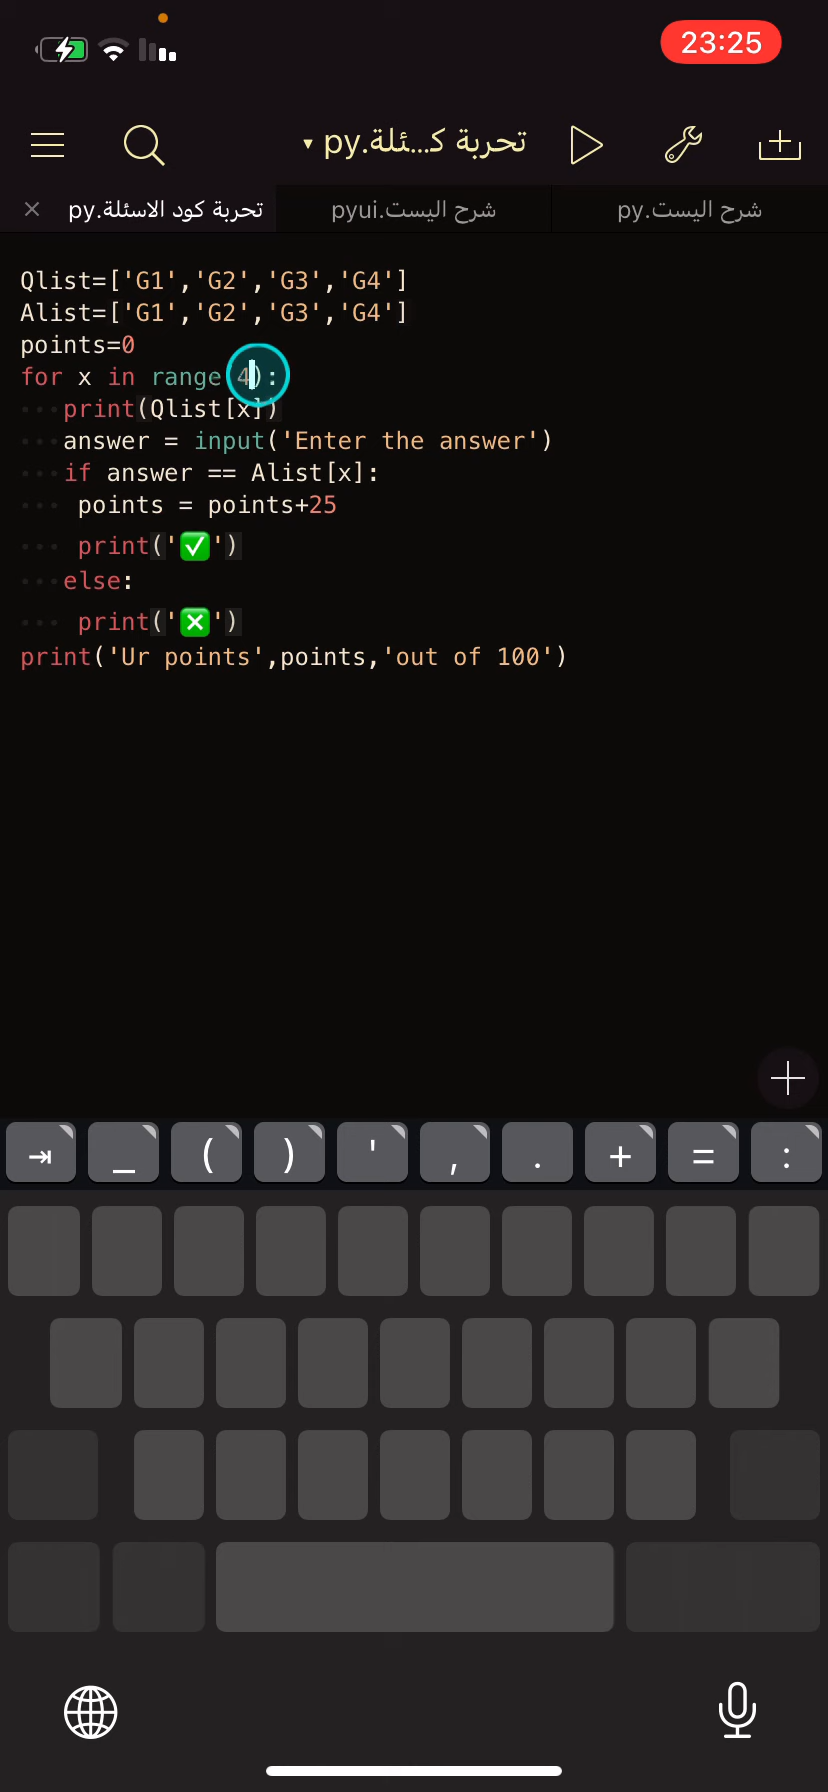 23:25
تحربة ك...ئلة.py
تحربة كود الاسئلة.py
شرح اليست.pyui
شرح اليست.py
Qlist=['G1','G2','G3','G4']
Alist=['G1','G2','G3','G4']
points=0
for x in range 4):
print(Qlist[x])
answer = input('Enter the answer')
if answer == Alist[x]:
points = points+25
print('✅')
else:
print('❎')
print('Ur points',points,'out of 100')
⇥ _ ( ) ' , . + = :